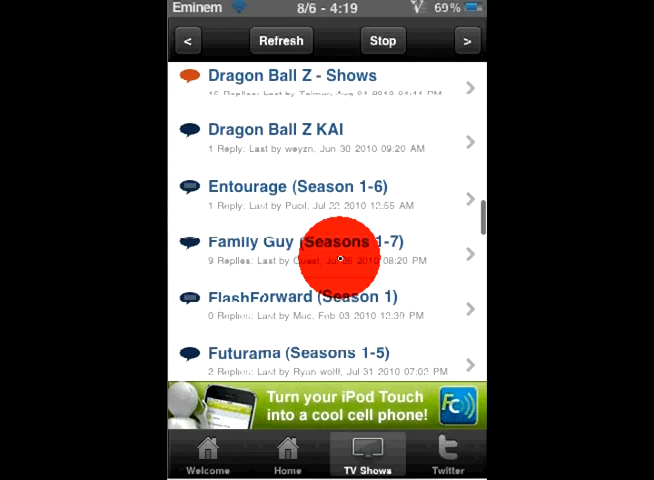 Eminem 8/6 - 4:19 69%
< Refresh Stop >
Dragon Ball Z - Shows
Dragon Ball Z KAI
1 Reply: Last by weyzn, Jun 30 2010 09:20 AM
Entourage (Season 1-6)
1 Reply: Last by Pucil, Jul 22 2010 12:55 AM
Family Guy (Seasons 1-7)
9 Replies: Last by Guest, Jul 26 2010 08:20 PM
FlashForward (Season 1)
0 Replies: Last by Mac, Feb 03 2010 12:39 PM
Futurama (Seasons 1-5)
2 Replies: Last by Ryan wolff, Jul 31 2010 07:02 PM
Turn your iPod Touch
into a cool cell phone!
FC
Welcome Home TV Shows Twitter